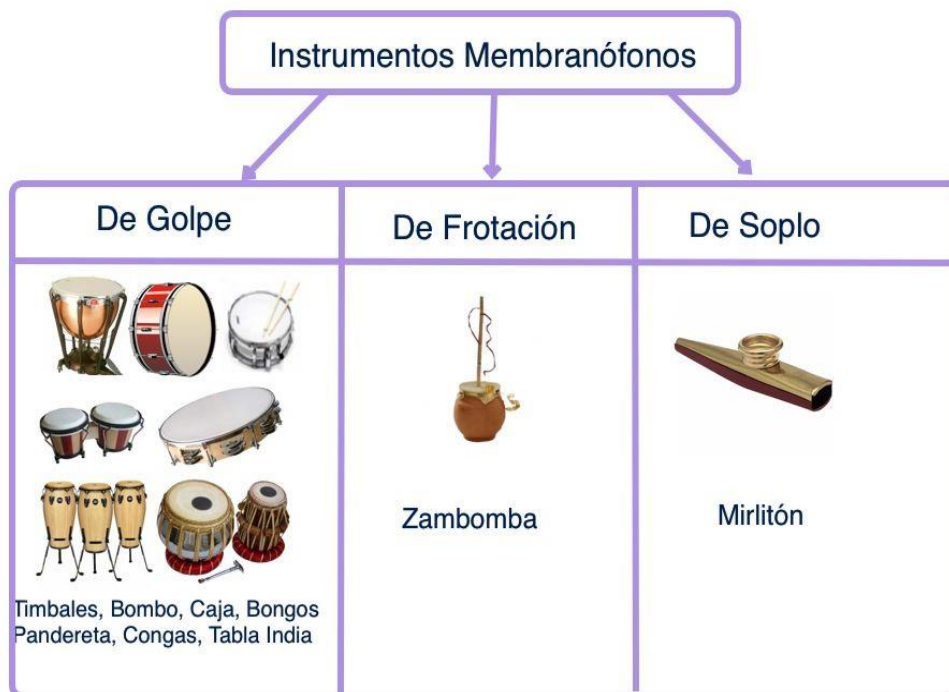 Instrumentos Membranófonos
De Golpe
De Frotación
De Soplo
Zambomba
Mirlitón
Timbales, Bombo, Caja, Bongos
Pandereta, Congas, Tabla India